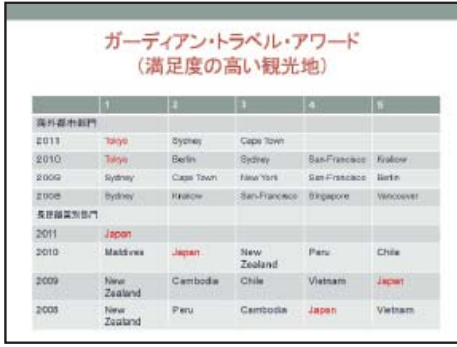 ガーディアン・トラベル・アワード
(満足度の高い観光地)
1 2 3 4 5
海外都市部門
2011 Tokyo Sydney Cape Town
2010 Tokyo Berlin Sydney San-Francisco Krakow
2009 Sydney Cape Town New York San-Francisco Berlin
2008 Sydney Krakow San-Francisco Singapore Vancouver
長距離国別部門
2011 Japan
2010 Maldives Japan New Zealand Peru Chile
2009 New Zealand Cambodia Chile Vietnam Japan
2008 New Zealand Peru Cambodia Japan Vietnam